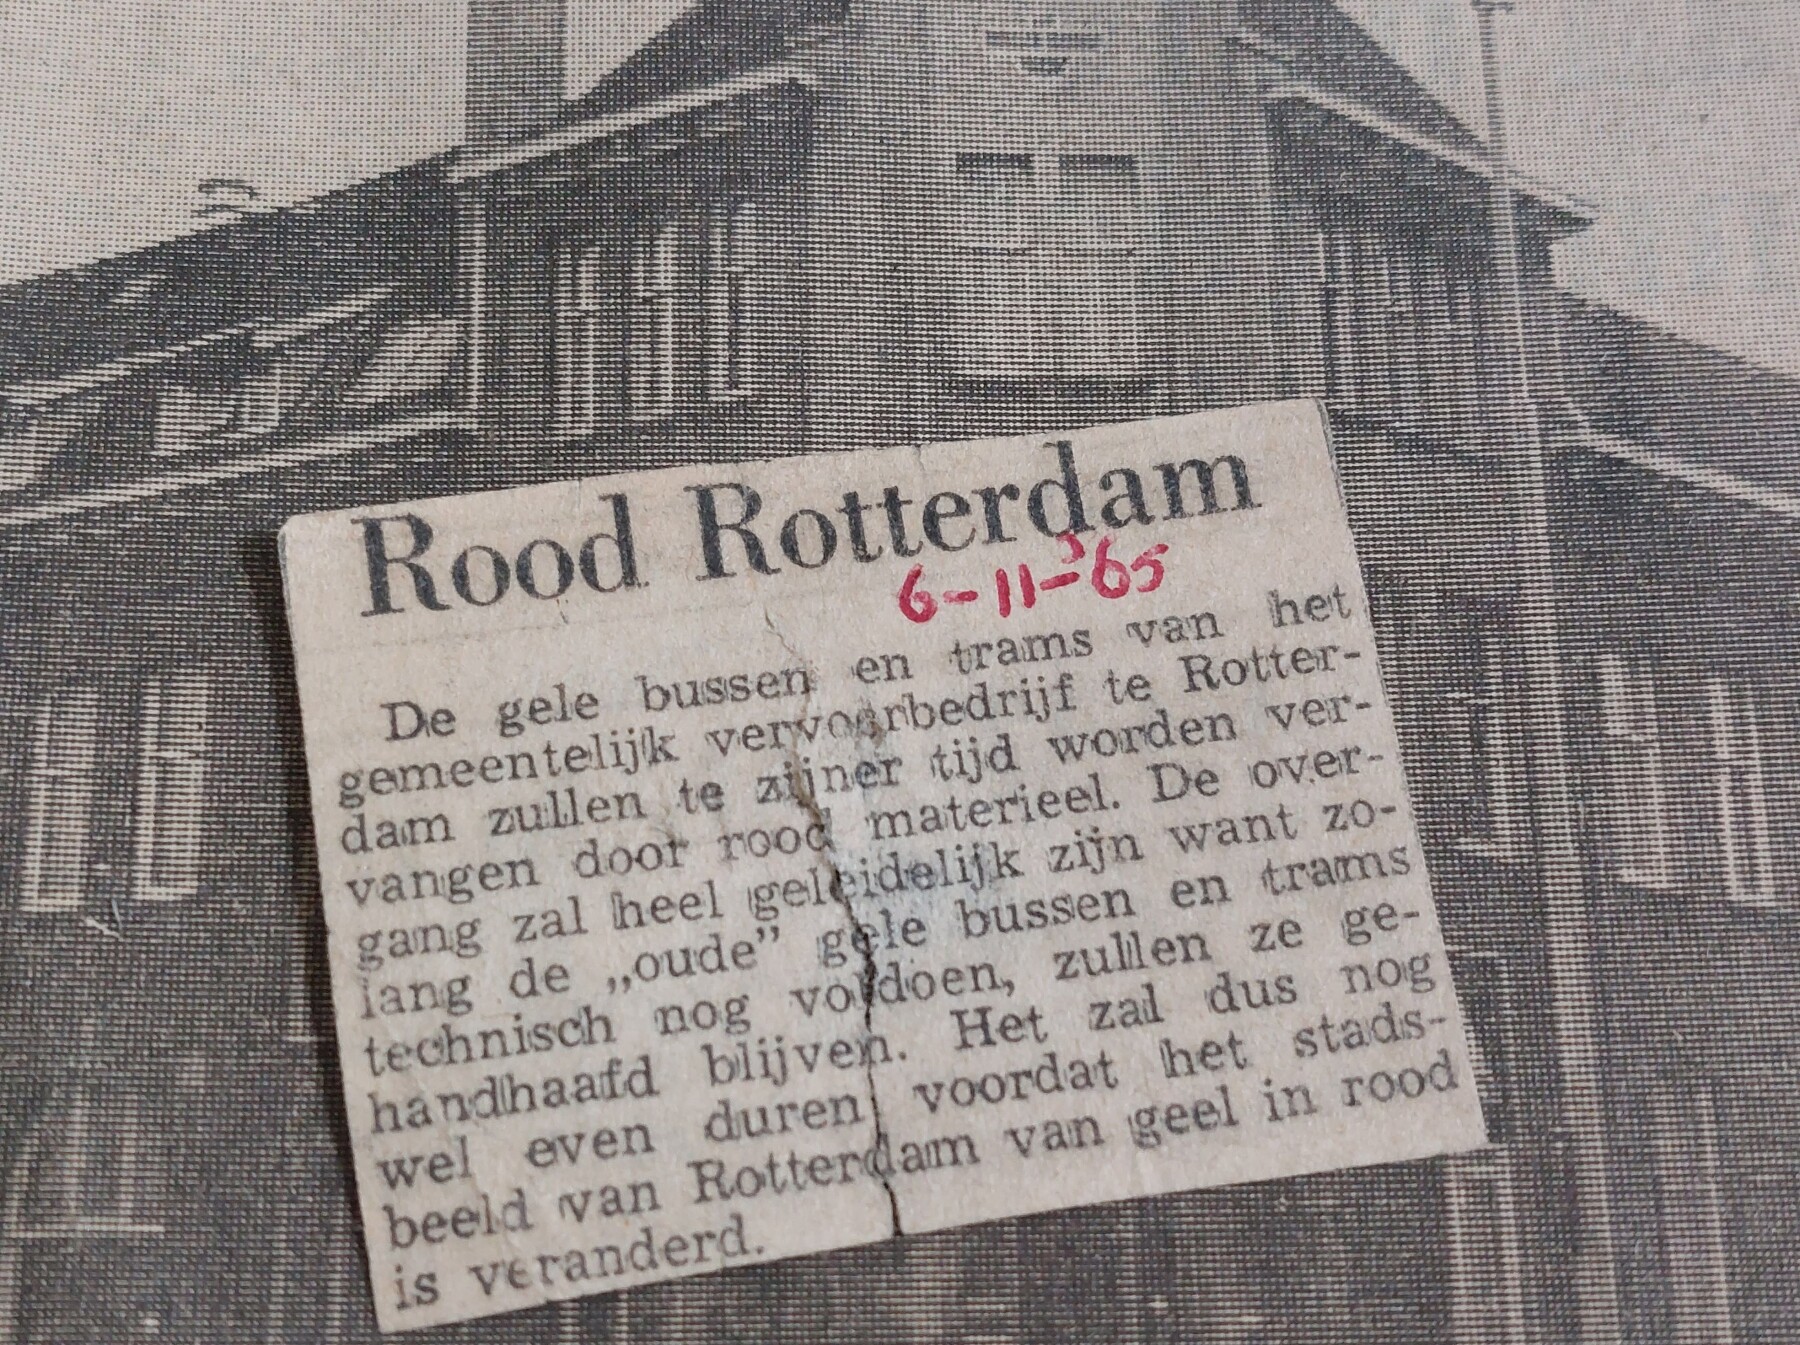 Rood Rotterdam
6-11-'65
De gele bussen en trams van het
gemeentelijk vervoerbedrijf te Rotter-
dam zullen te zijner tijd worden ver-
vangen door rood materieel. De over-
gang zal heel geleidelijk zijn want zo-
lang de „oude” gele bussen en trams
technisch nog voldoen, zullen ze ge-
handhaafd blijven. Het zal dus nog
wel even duren voordat het stads-
beeld van Rotterdam van geel in rood
is veranderd.